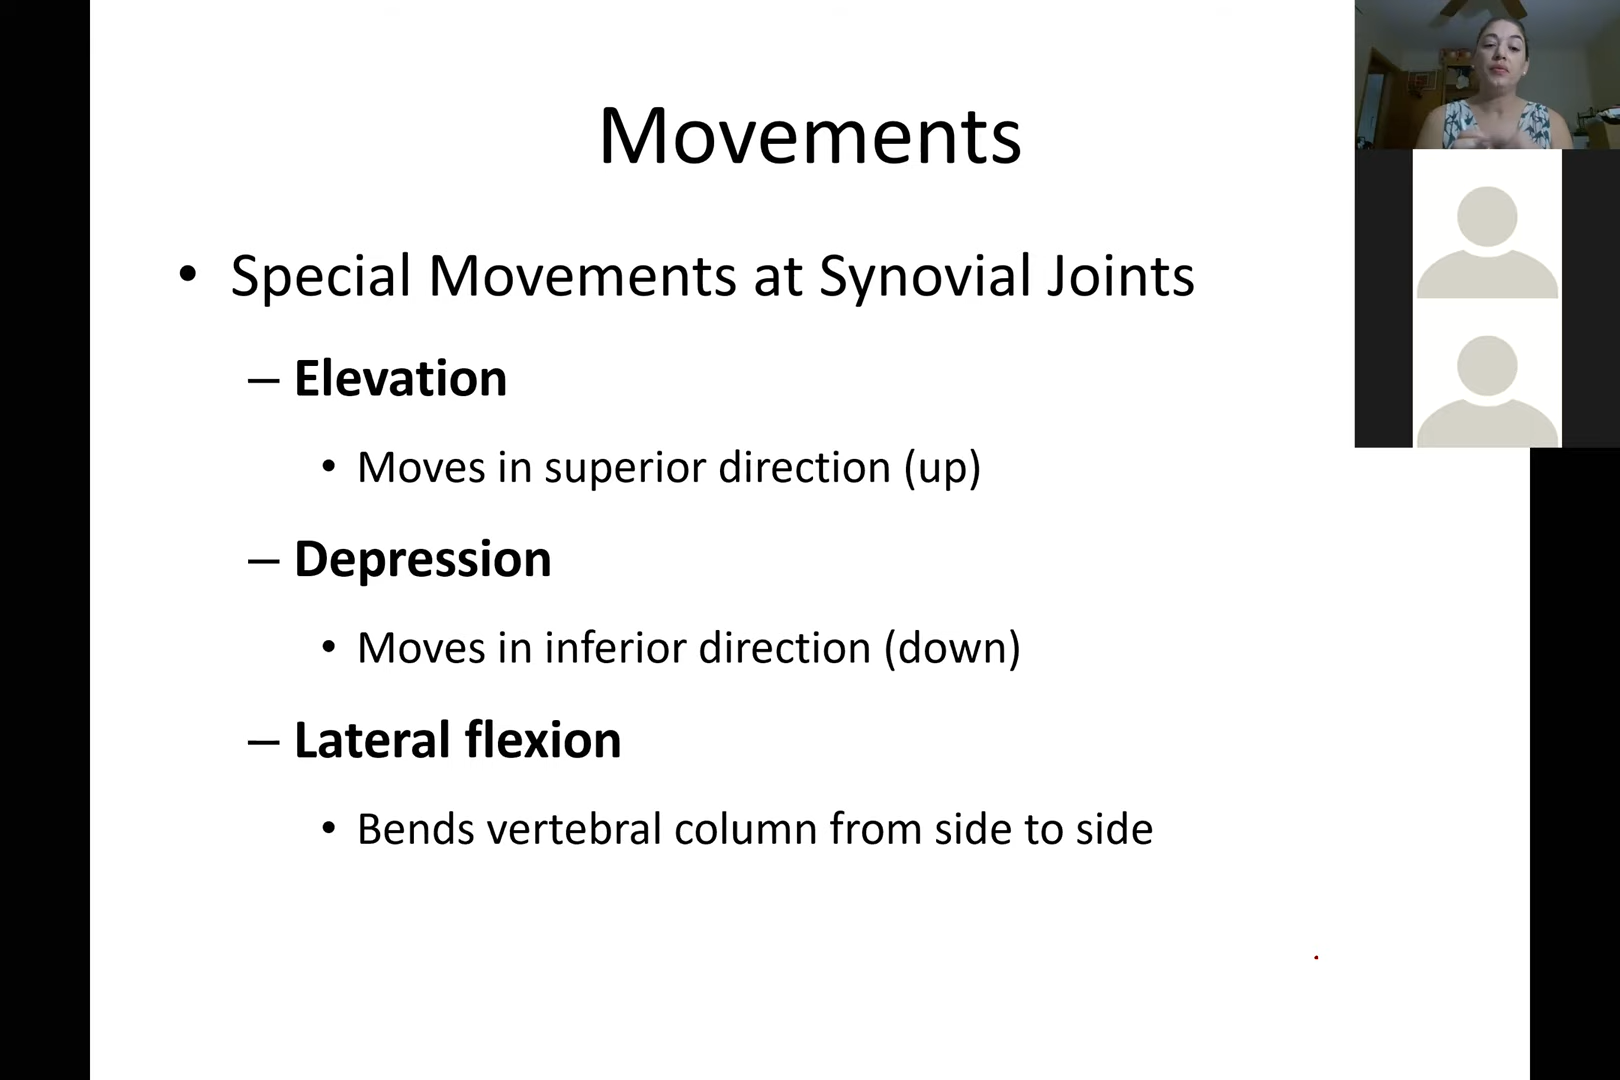 Movements
• Special Movements at Synovial Joints
– Elevation
• Moves in superior direction (up)
– Depression
• Moves in inferior direction (down)
– Lateral flexion
• Bends vertebral column from side to side